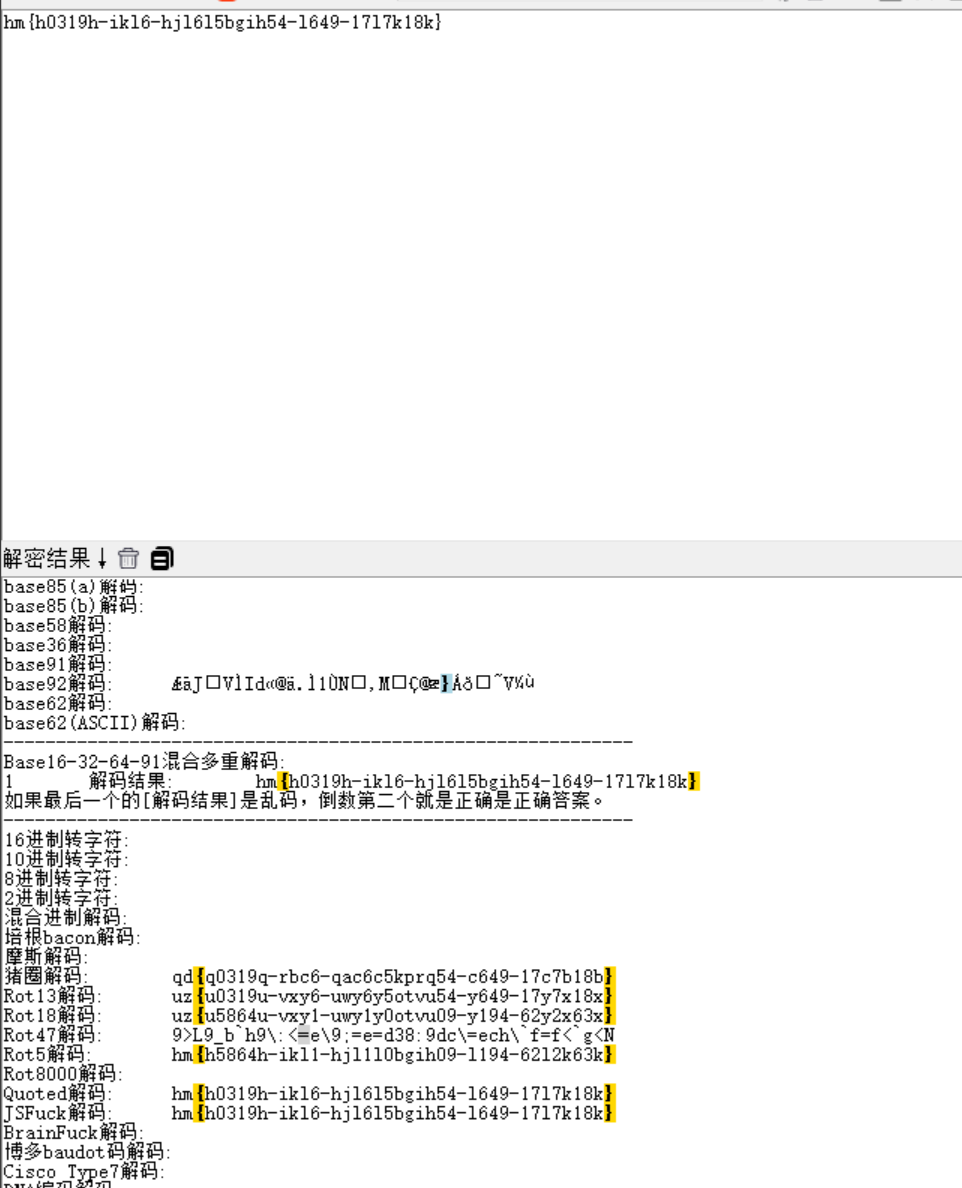 hm{h0319h-ikl6-hjl6l5bgih54-l649-17l7k18k}
解密结果↓
base85(a)解码:
base85(b)解码:
base58解码:
base36解码:
base91解码:
base92解码:
base62解码:
base62(ASCII)解码:
------------------------------------------------------------
Base16-32-64-91混合多重解码:
1 解码结果: hm{h0319h-ikl6-hjl6l5bgih54-l649-17l7k18k}
如果最后一个的[解码结果]是乱码，倒数第二个就是正确是正确答案。
------------------------------------------------------------
16进制转字符:
10进制转字符:
8进制转字符:
2进制转字符:
混合进制解码:
培根bacon解码:
摩斯解码:
猪圈解码: qd{q0319q-rbc6-qac6c5kprq54-c649-17c7b18b}
Rot13解码: uz{u0319u-vxy6-uwy6y5otvu54-y649-17y7x18x}
Rot18解码: uz{u5864u-vxy1-uwy1y0otvu09-y194-62y2x63x}
Rot47解码: 9>L9_b`h9\:<=e\9;=e=d38:9dc\=ech\`f=f<`g<N
Rot5解码: hm{h5864h-ikl1-hjl1l0bgih09-l194-62l2k63k}
Rot8000解码:
Quoted解码: hm{h0319h-ikl6-hjl6l5bgih54-l649-17l7k18k}
JSFuck解码: hm{h0319h-ikl6-hjl6l5bgih54-l649-17l7k18k}
BrainFuck解码:
博多baudot码解码:
Cisco Type7解码: